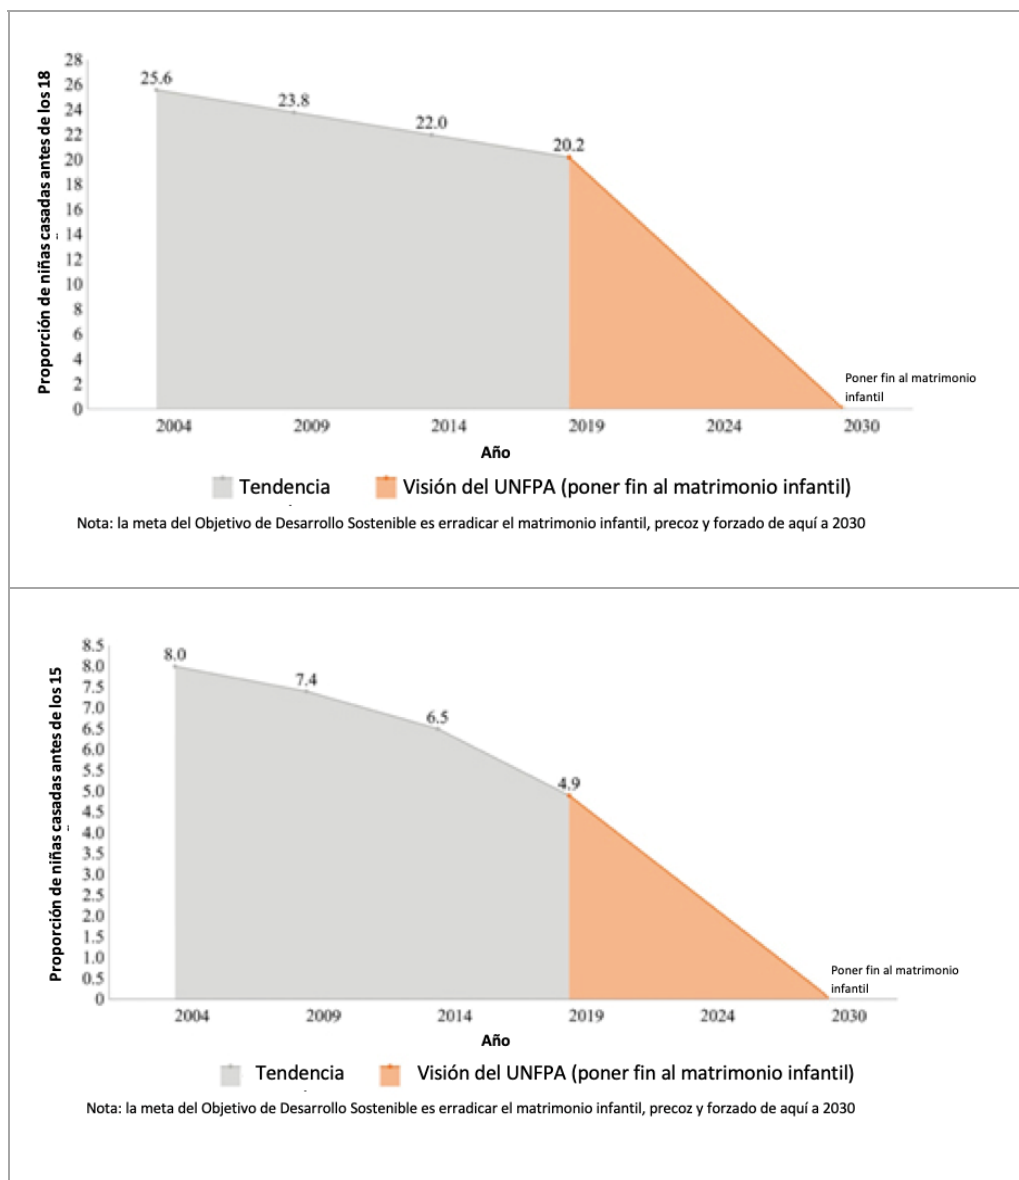 Proporción de niñas casadas antes de los 18
28
26
24
22
20
18
16
14
12
10
8
6
4
2
0
25.6
23.8
22.0
20.2
Poner fin al matrimonio
infantil
2004 2009 2014 2019 2024 2030
Año
Tendencia Visión del UNFPA (poner fin al matrimonio infantil)
Nota: la meta del Objetivo de Desarrollo Sostenible es erradicar el matrimonio infantil, precoz y forzado de aquí a 2030
Proporción de niñas casadas antes de los 15
8.5
8.0
7.5
7.0
6.5
6.0
5.5
5.0
4.5
4.0
3.5
3.0
2.5
2.0
1.5
1.0
0.5
0
8.0
7.4
6.5
4.9
Poner fin al matrimonio
infantil
2004 2009 2014 2019 2024 2030
Año
Tendencia Visión del UNFPA (poner fin al matrimonio infantil)
Nota: la meta del Objetivo de Desarrollo Sostenible es erradicar el matrimonio infantil, precoz y forzado de aquí a 2030